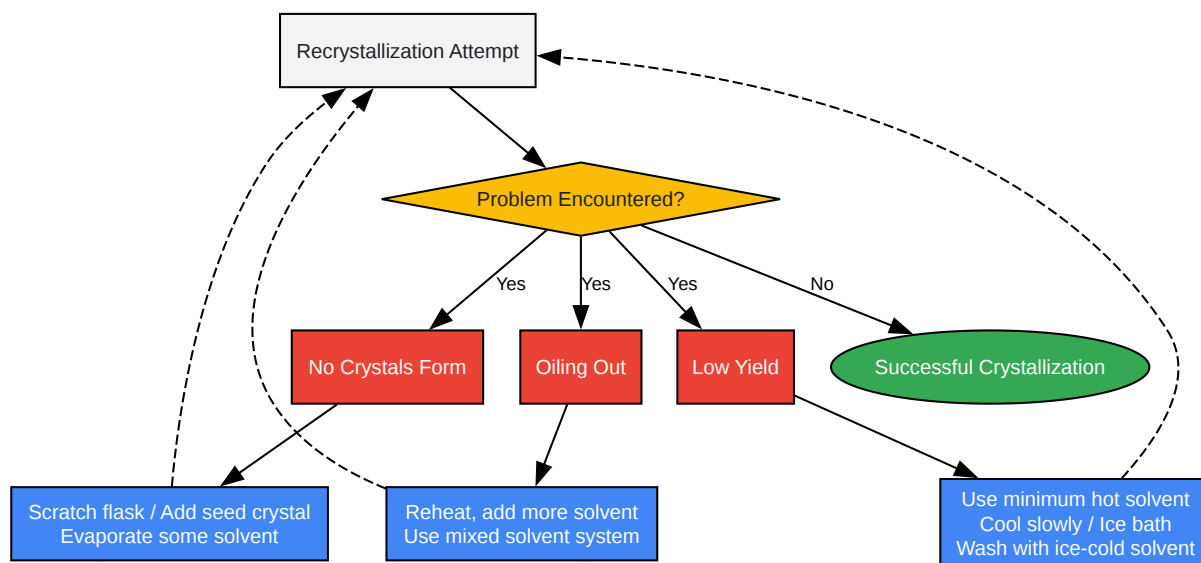 Recrystallization Attempt
Problem Encountered?
Yes
Yes
Yes
No
No Crystals Form
Oiling Out
Low Yield
Successful Crystallization
Scratch flask / Add seed crystal
Evaporate some solvent
Reheat, add more solvent
Use mixed solvent system
Use minimum hot solvent
Cool slowly / Ice bath
Wash with ice-cold solvent